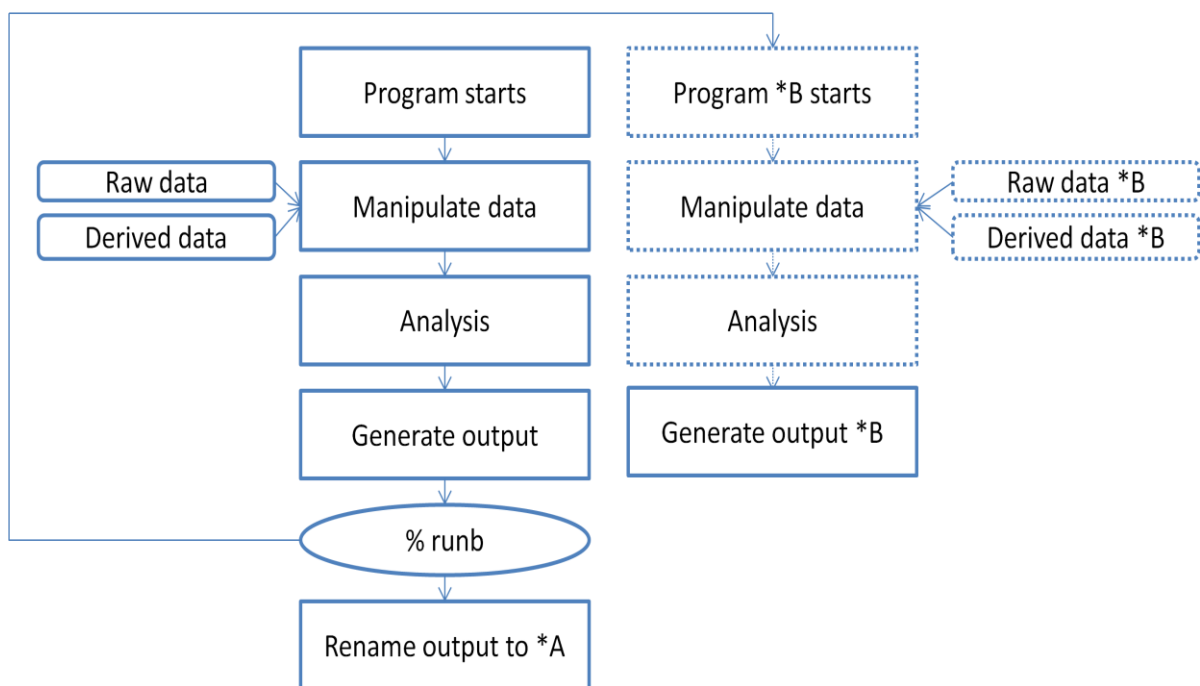 Program starts
Program *B starts
Raw data
Derived data
Manipulate data
Manipulate data
Raw data *B
Derived data *B
Analysis
Analysis
Generate output
Generate output *B
% runb
Rename output to *A